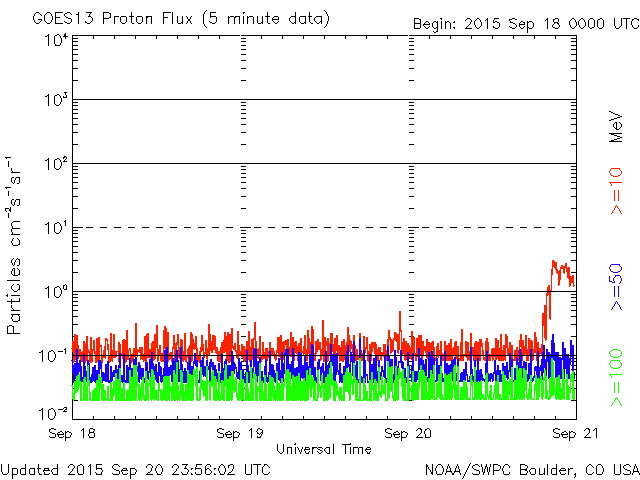 GOES13 Proton Flux (5 minute data)
Begin: 2015 Sep 18 0000 UTC
Particles cm⁻²s⁻¹sr⁻¹
10⁴
10³
10²
10¹
10⁰
10⁻¹
10⁻²
Sep 18
Sep 19
Sep 20
Sep 21
Universal Time
MeV
>=10
>=50
>=100
Updated 2015 Sep 20 23:56:02 UTC
NOAA/SWPC Boulder, CO USA